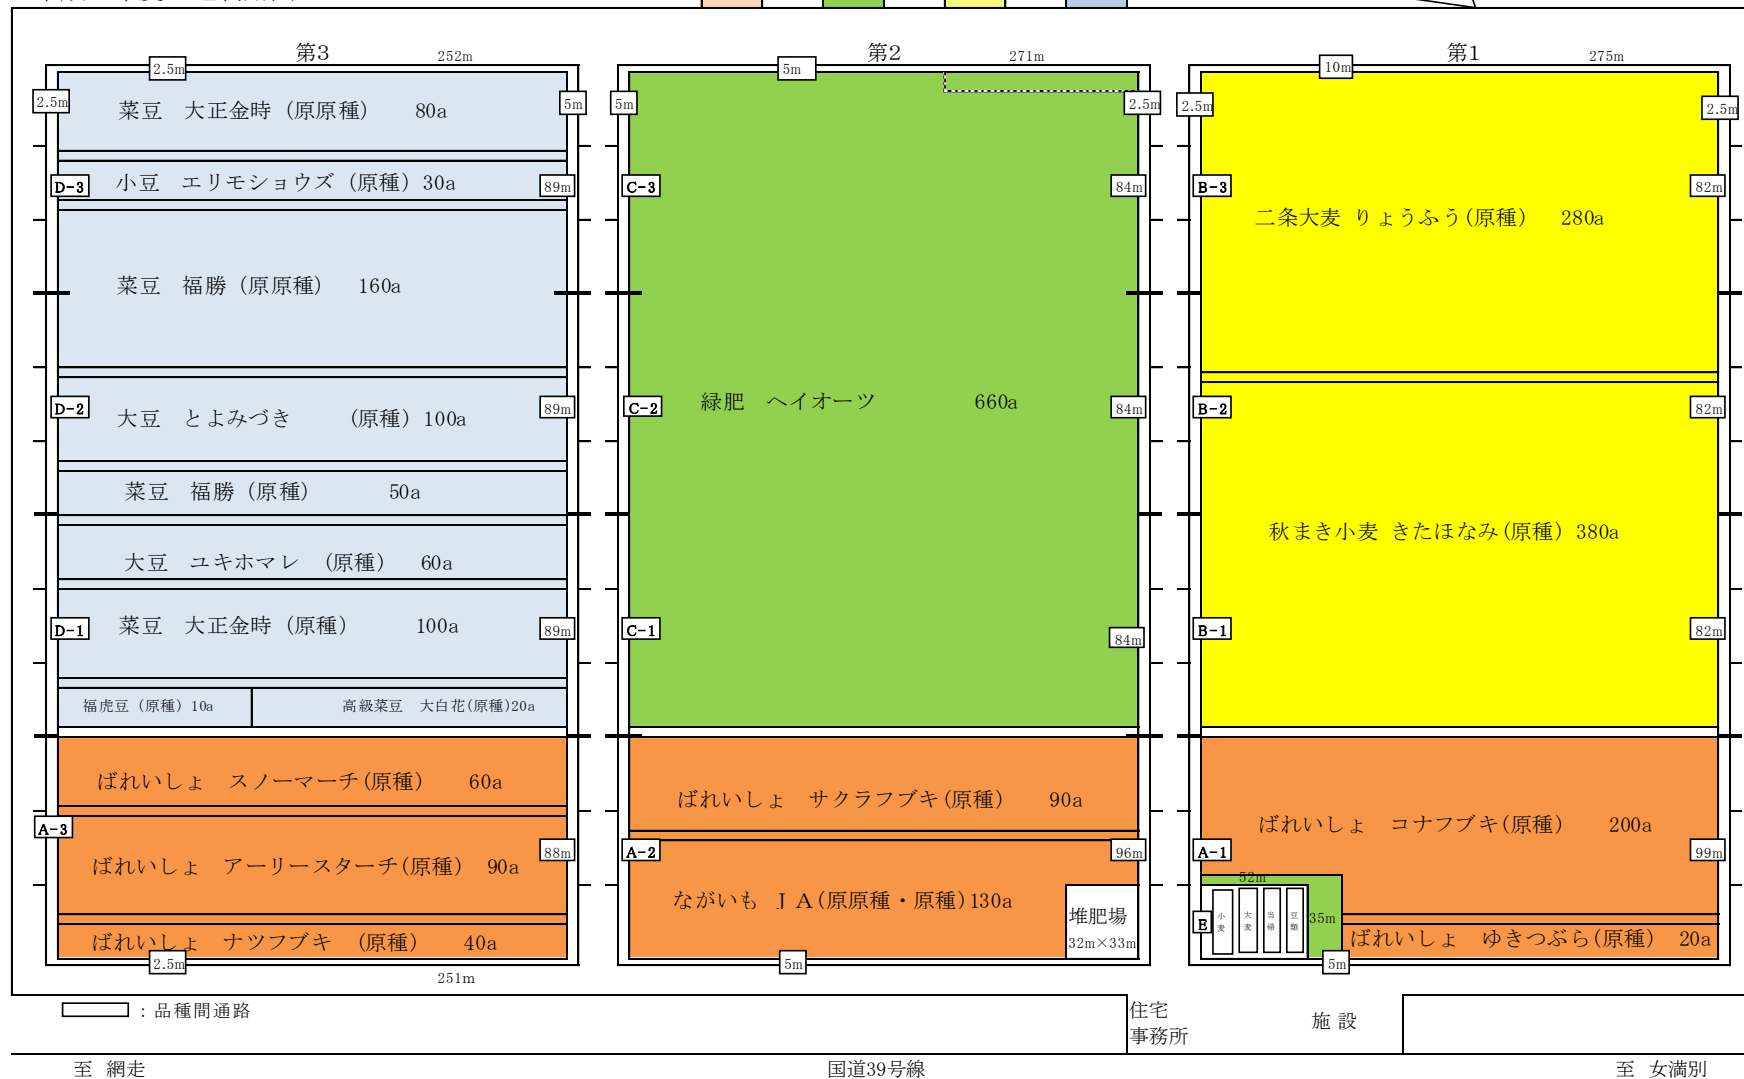 第3
252m
第2
271m
第1
275m
2.5m
5m
10m
2.5m
5m
5m
2.5m
2.5m
2.5m
菜豆　大正金時（原原種）　80a
D-3
小豆　エリモショウズ（原種）30a
89m
菜豆　福勝（原原種）　160a
D-2
大豆　とよみづき　（原種）100a
89m
菜豆　福勝（原種）　50a
大豆　ユキホマレ　（原種）　60a
D-1
菜豆　大正金時（原種）　100a
89m
福虎豆（原種）10a
高級菜豆　大白花(原種)20a
ばれいしょ　スノーマーチ(原種)　60a
A-3
ばれいしょ　アーリースターチ(原種)　90a
88m
ばれいしょ　ナツフブキ　（原種）　40a
2.5m
251m
C-3
84m
緑肥　ヘイオーツ　660a
C-2
84m
C-1
84m
ばれいしょ　サクラフブキ(原種)　90a
A-2
96m
ながいも　ＪＡ(原原種・原種)130a
堆肥場
32m×33m
5m
B-3
82m
二条大麦 りょうふう(原種)　280a
B-2
82m
秋まき小麦 きたほなみ(原種) 380a
B-1
82m
ばれいしょ　コナフブキ(原種)　200a
A-1
99m
52m
E
小麦
大麦
当帰
豆類
35m
ばれいしょ　ゆきつぶら(原種)　20a
5m
：品種間通路
住宅
事務所
施 設
至 網走
国道39号線
至 女満別